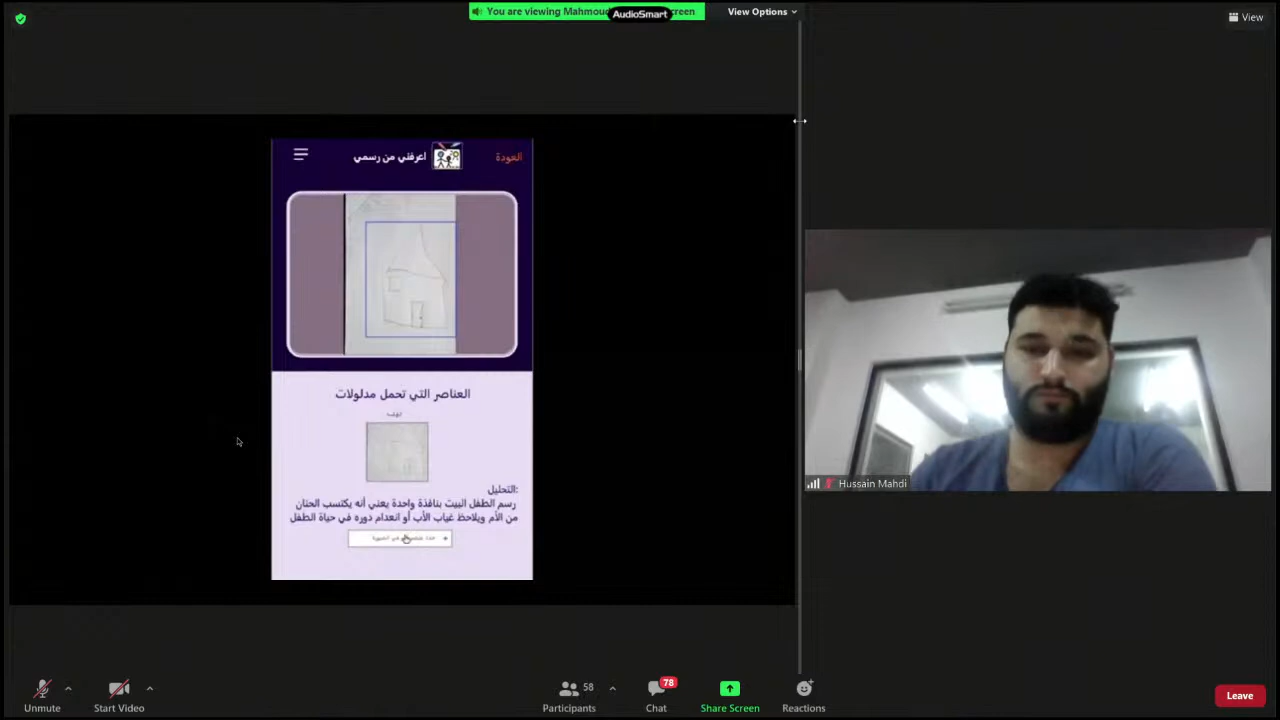 You are viewing Mahmoud
AudioSmart
screen
View Options
View
العودة
اعرفني من رسمي
العناصر التي تحمل مدلولات
التحليل:
رسم الطفل البيت بنافذة واحدة يعني أنه يكتسب الحنان
من الأم ويلاحظ غياب الأب أو انعدام دوره في حياة الطفل
Hussain Mahdi
Unmute
Start Video
58
Participants
78
Chat
Share Screen
Reactions
Leave